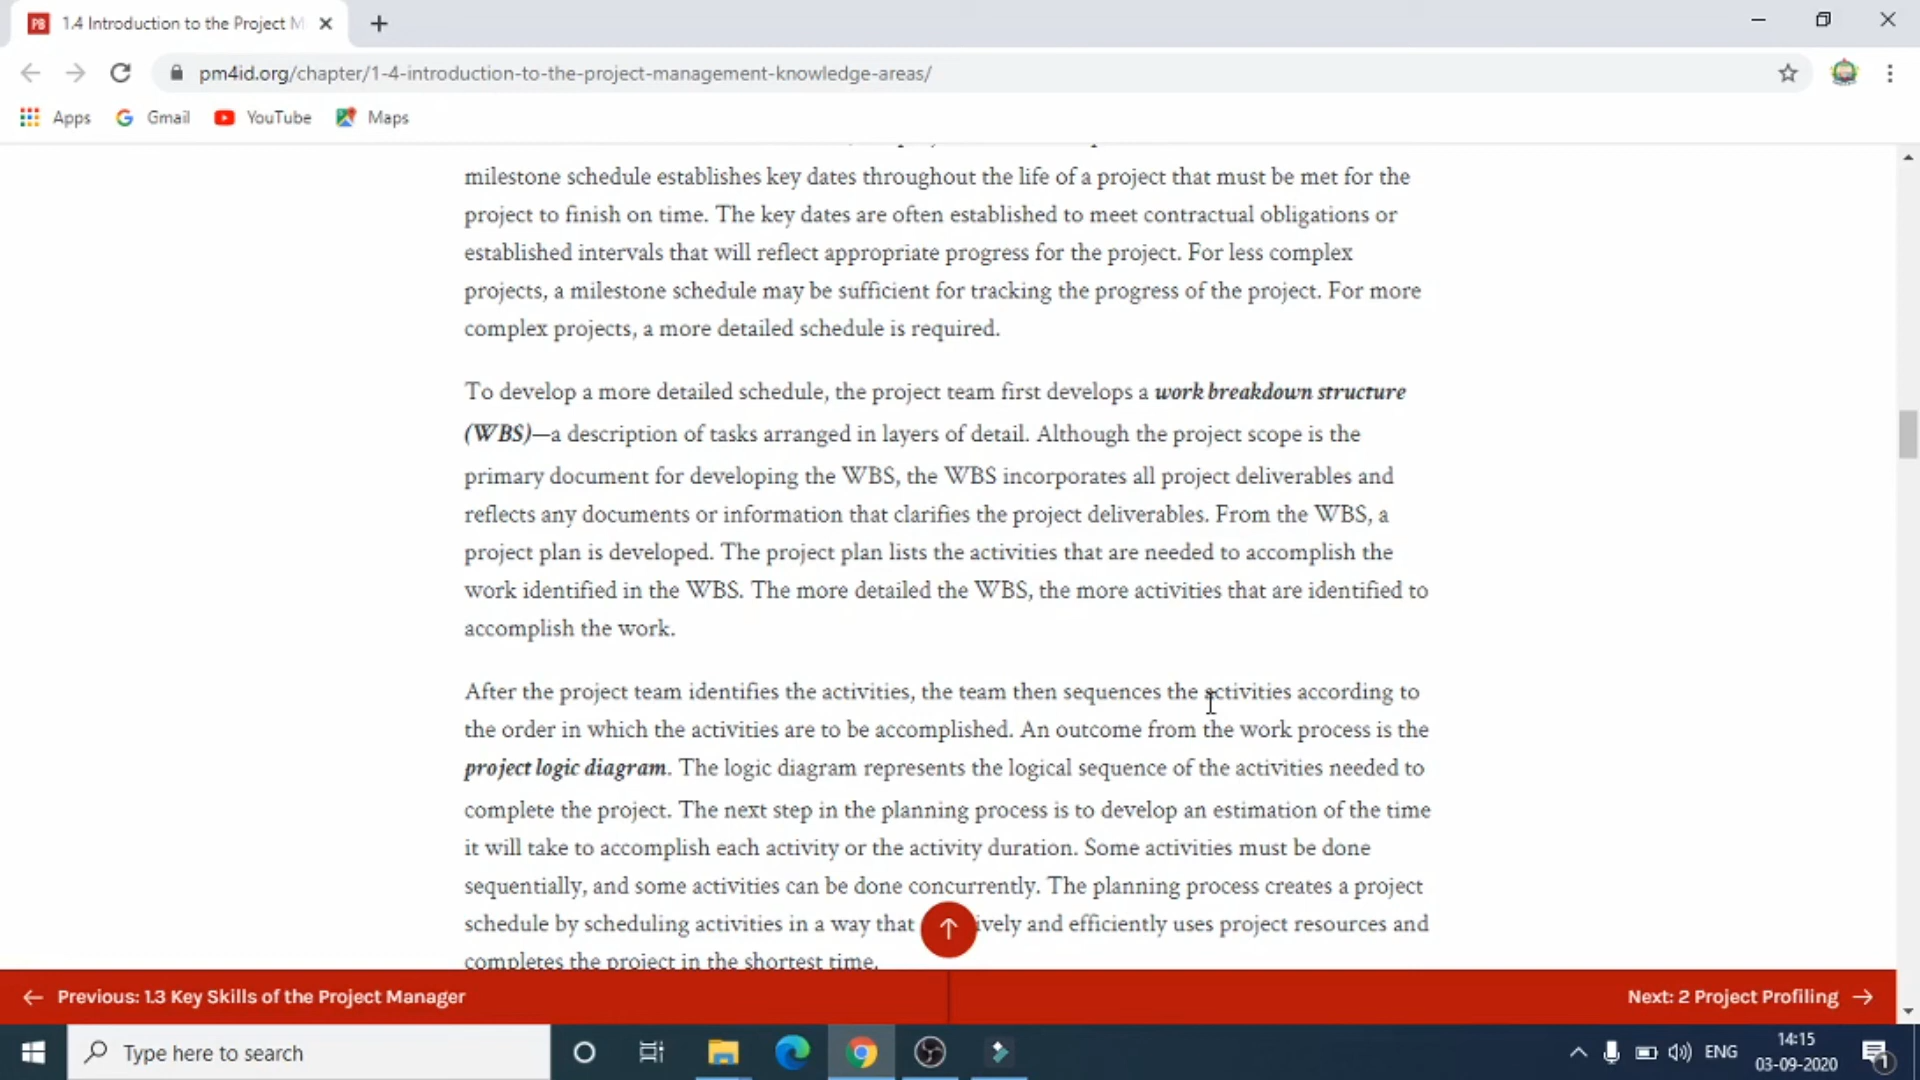 1.4 Introduction to the Project M
pm4id.org/chapter/1-4-introduction-to-the-project-management-knowledge-areas/
Apps Gmail YouTube Maps
milestone schedule establishes key dates throughout the life of a project that must be met for the
project to finish on time. The key dates are often established to meet contractual obligations or
established intervals that will reflect appropriate progress for the project. For less complex
projects, a milestone schedule may be sufficient for tracking the progress of the project. For more
complex projects, a more detailed schedule is required.
To develop a more detailed schedule, the project team first develops a work breakdown structure
(WBS)—a description of tasks arranged in layers of detail. Although the project scope is the
primary document for developing the WBS, the WBS incorporates all project deliverables and
reflects any documents or information that clarifies the project deliverables. From the WBS, a
project plan is developed. The project plan lists the activities that are needed to accomplish the
work identified in the WBS. The more detailed the WBS, the more activities that are identified to
accomplish the work.
After the project team identifies the activities, the team then sequences the activities according to
the order in which the activities are to be accomplished. An outcome from the work process is the
project logic diagram. The logic diagram represents the logical sequence of the activities needed to
complete the project. The next step in the planning process is to develop an estimation of the time
it will take to accomplish each activity or the activity duration. Some activities must be done
sequentially, and some activities can be done concurrently. The planning process creates a project
schedule by scheduling activities in a way that ively and efficiently uses project resources and
completes the project in the shortest time.
← Previous: 1.3 Key Skills of the Project Manager
Next: 2 Project Profiling →
Type here to search
ENG
14:15
03-09-2020
1